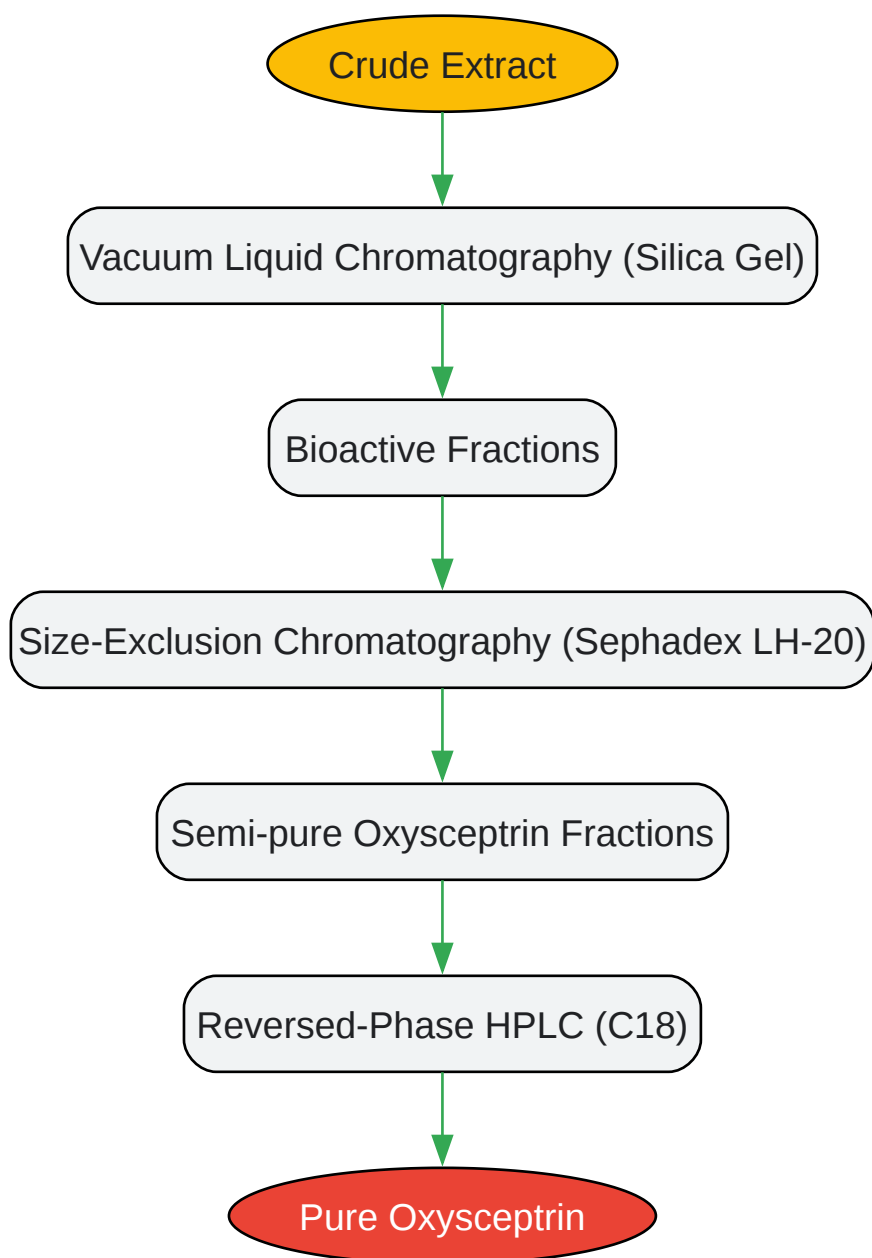 Crude Extract
Vacuum Liquid Chromatography (Silica Gel)
Bioactive Fractions
Size-Exclusion Chromatography (Sephadex LH-20)
Semi-pure Oxysceptrin Fractions
Reversed-Phase HPLC (C18)
Pure Oxysceptrin